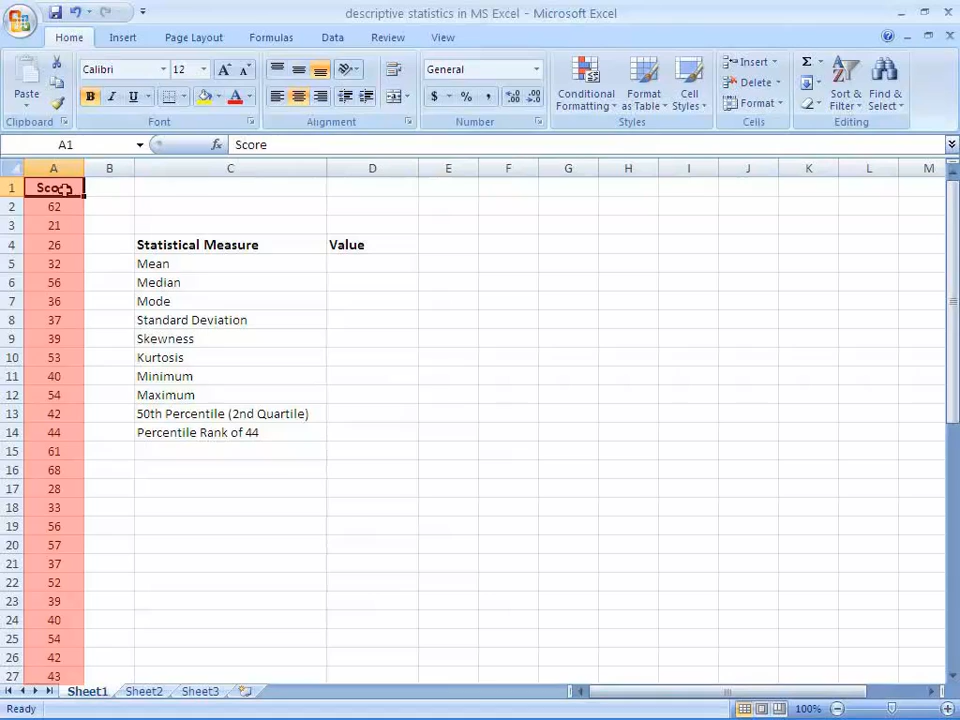 descriptive statistics in MS Excel - Microsoft Excel
Home Insert Page Layout Formulas Data Review View
Calibri 12 General
Paste B I U $ % , Conditional Formatting Format as Table Cell Styles Insert Delete Format Σ Sort & Filter Find & Select
Clipboard Font Alignment Number Styles Cells Editing
A1 fx Score
A B C D E F G H I J K L M
1
2 62
3 21
4 26 Statistical Measure Value
5 32 Mean
6 56 Median
7 36 Mode
8 37 Standard Deviation
9 39 Skewness
10 53 Kurtosis
11 40 Minimum
12 54 Maximum
13 42 50th Percentile (2nd Quartile)
14 44 Percentile Rank of 44
15 61
16 68
17 28
18 33
19 56
20 57
21 37
22 52
23 39
24 40
25 54
26 42
27 43
Sheet1 Sheet2 Sheet3
Ready 100%